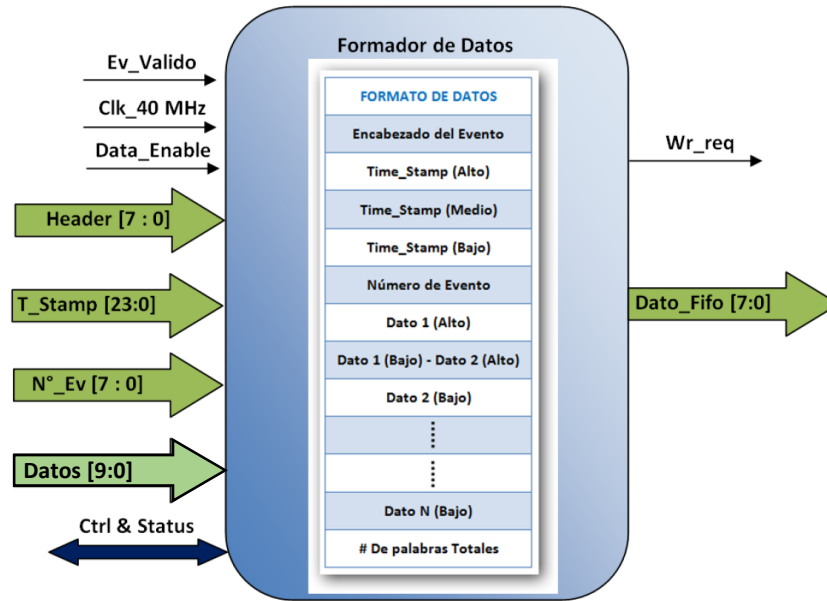 Formador de Datos
Ev_Valido
Clk_40 MHz
Data_Enable
Header [7 : 0]
T_Stamp [23:0]
N°_Ev [7 : 0]
Datos [9:0]
Ctrl & Status
FORMATO DE DATOS
Encabezado del Evento
Time_Stamp (Alto)
Time_Stamp (Medio)
Time_Stamp (Bajo)
Número de Evento
Dato 1 (Alto)
Dato 1 (Bajo) - Dato 2 (Alto)
Dato 2 (Bajo)
Dato N (Bajo)
# De palabras Totales
Wr_req
Dato_Fifo [7:0]